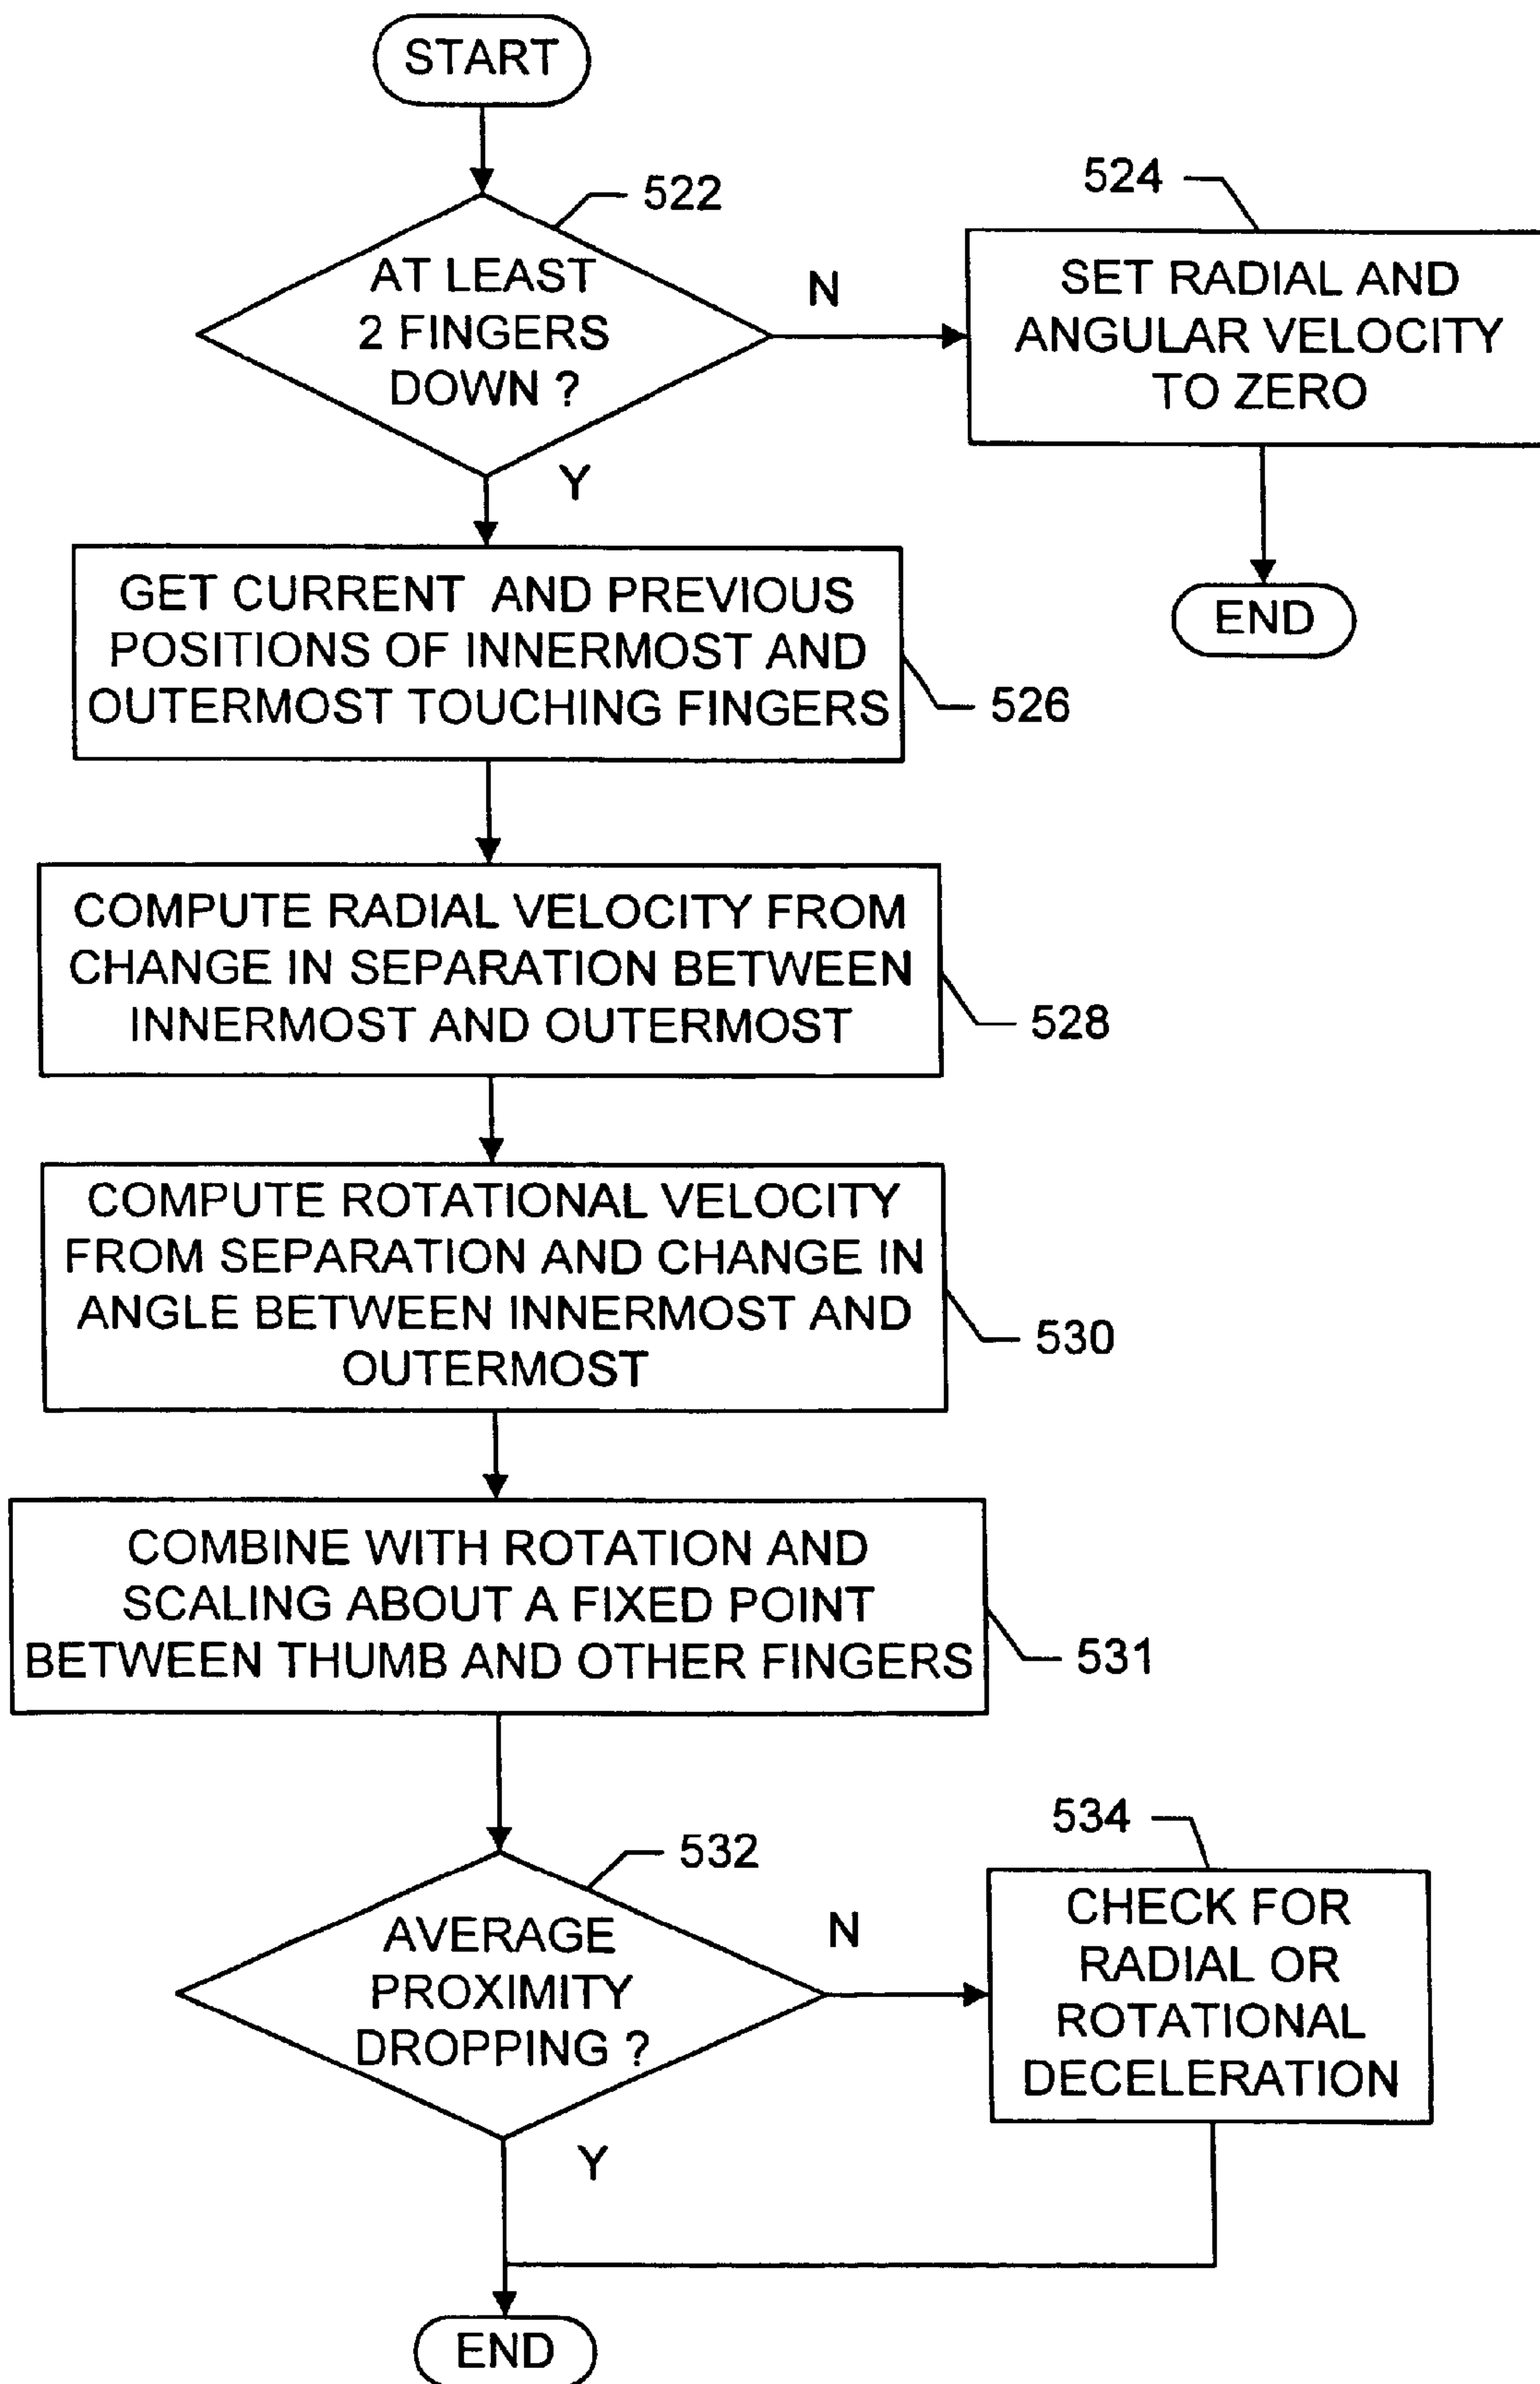 START
522
AT LEAST
2 FINGERS
DOWN ?
N
Y
524
SET RADIAL AND
ANGULAR VELOCITY
TO ZERO
END
GET CURRENT AND PREVIOUS
POSITIONS OF INNERMOST AND
OUTERMOST TOUCHING FINGERS
526
COMPUTE RADIAL VELOCITY FROM
CHANGE IN SEPARATION BETWEEN
INNERMOST AND OUTERMOST
528
COMPUTE ROTATIONAL VELOCITY
FROM SEPARATION AND CHANGE IN
ANGLE BETWEEN INNERMOST AND
OUTERMOST
530
COMBINE WITH ROTATION AND
SCALING ABOUT A FIXED POINT
BETWEEN THUMB AND OTHER FINGERS
531
532
AVERAGE
PROXIMITY
DROPPING ?
N
Y
534
CHECK FOR
RADIAL OR
ROTATIONAL
DECELERATION
END